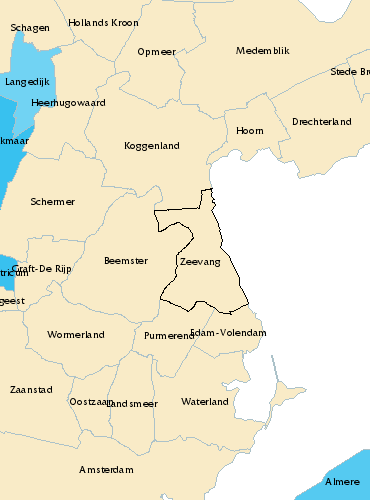 Schagen
Hollands Kroon
Opmeer
Medemblik
Stede Br
Langedijk
Heerhugowaard
Drechterland
Hoorn
kmaar
Koggenland
Schermer
Beemster
Zeevang
Graft-De Rijp
tricum
geest
Wormerland
Purmerend
Edam-Volendam
Zaanstad
Oostzaan
Landsmeer
Waterland
Amsterdam
Almere